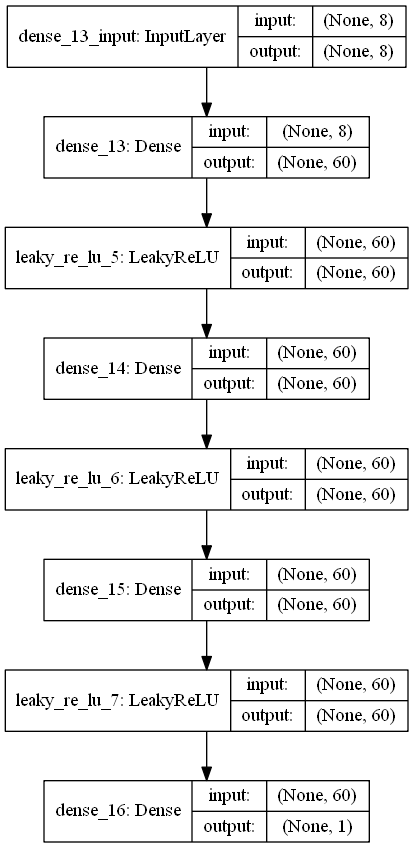 dense_13_input: InputLayer input: (None, 8)
output: (None, 8)
dense_13: Dense input: (None, 8)
output: (None, 60)
leaky_re_lu_5: LeakyReLU input: (None, 60)
output: (None, 60)
dense_14: Dense input: (None, 60)
output: (None, 60)
leaky_re_lu_6: LeakyReLU input: (None, 60)
output: (None, 60)
dense_15: Dense input: (None, 60)
output: (None, 60)
leaky_re_lu_7: LeakyReLU input: (None, 60)
output: (None, 60)
dense_16: Dense input: (None, 60)
output: (None, 1)